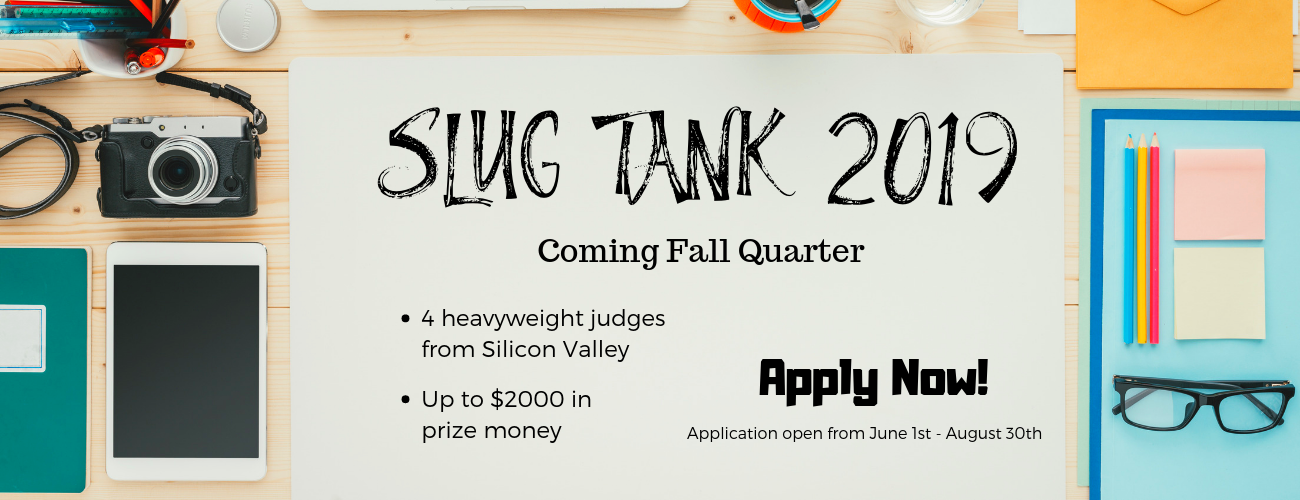 SLUG TANK 2019
Coming Fall Quarter
• 4 heavyweight judges
from Silicon Valley
• Up to $2000 in
prize money
Apply Now!
Application open from June 1st - August 30th